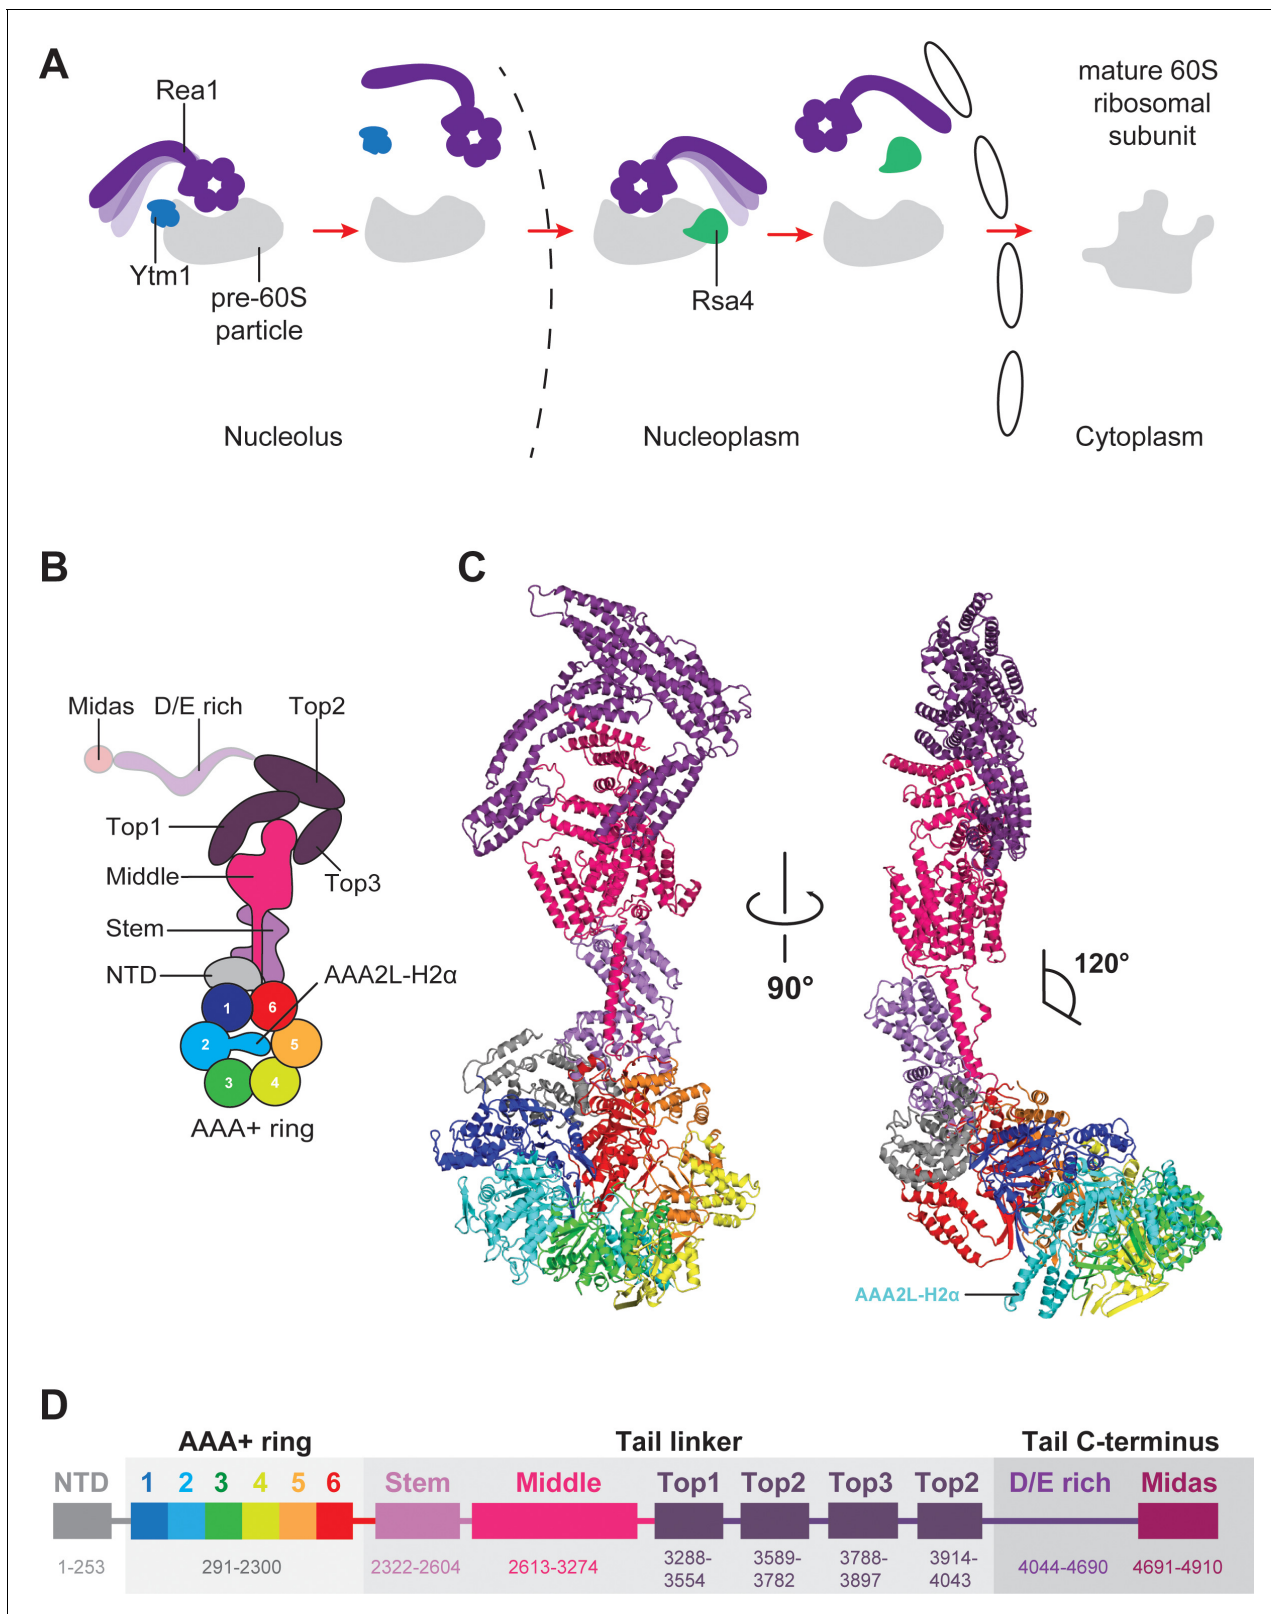 A
Rea1
Ytm1
pre-60S
particle
Rsa4
mature 60S
ribosomal
subunit
Nucleolus
Nucleoplasm
Cytoplasm
B
Midas
D/E rich
Top2
Top1
Middle
Top3
Stem
NTD
AAA2L-H2α
1
6
2
5
3
4
AAA+ ring
C
90°
120°
AAA2L-H2α
D
AAA+ ring
Tail linker
Tail C-terminus
NTD 1 2 3 4 5 6 Stem Middle Top1 Top2 Top3 Top2 D/E rich Midas
1-253
291-2300
2322-2604
2613-3274
3288-
3554
3589-
3782
3788-
3897
3914-
4043
4044-4690
4691-4910